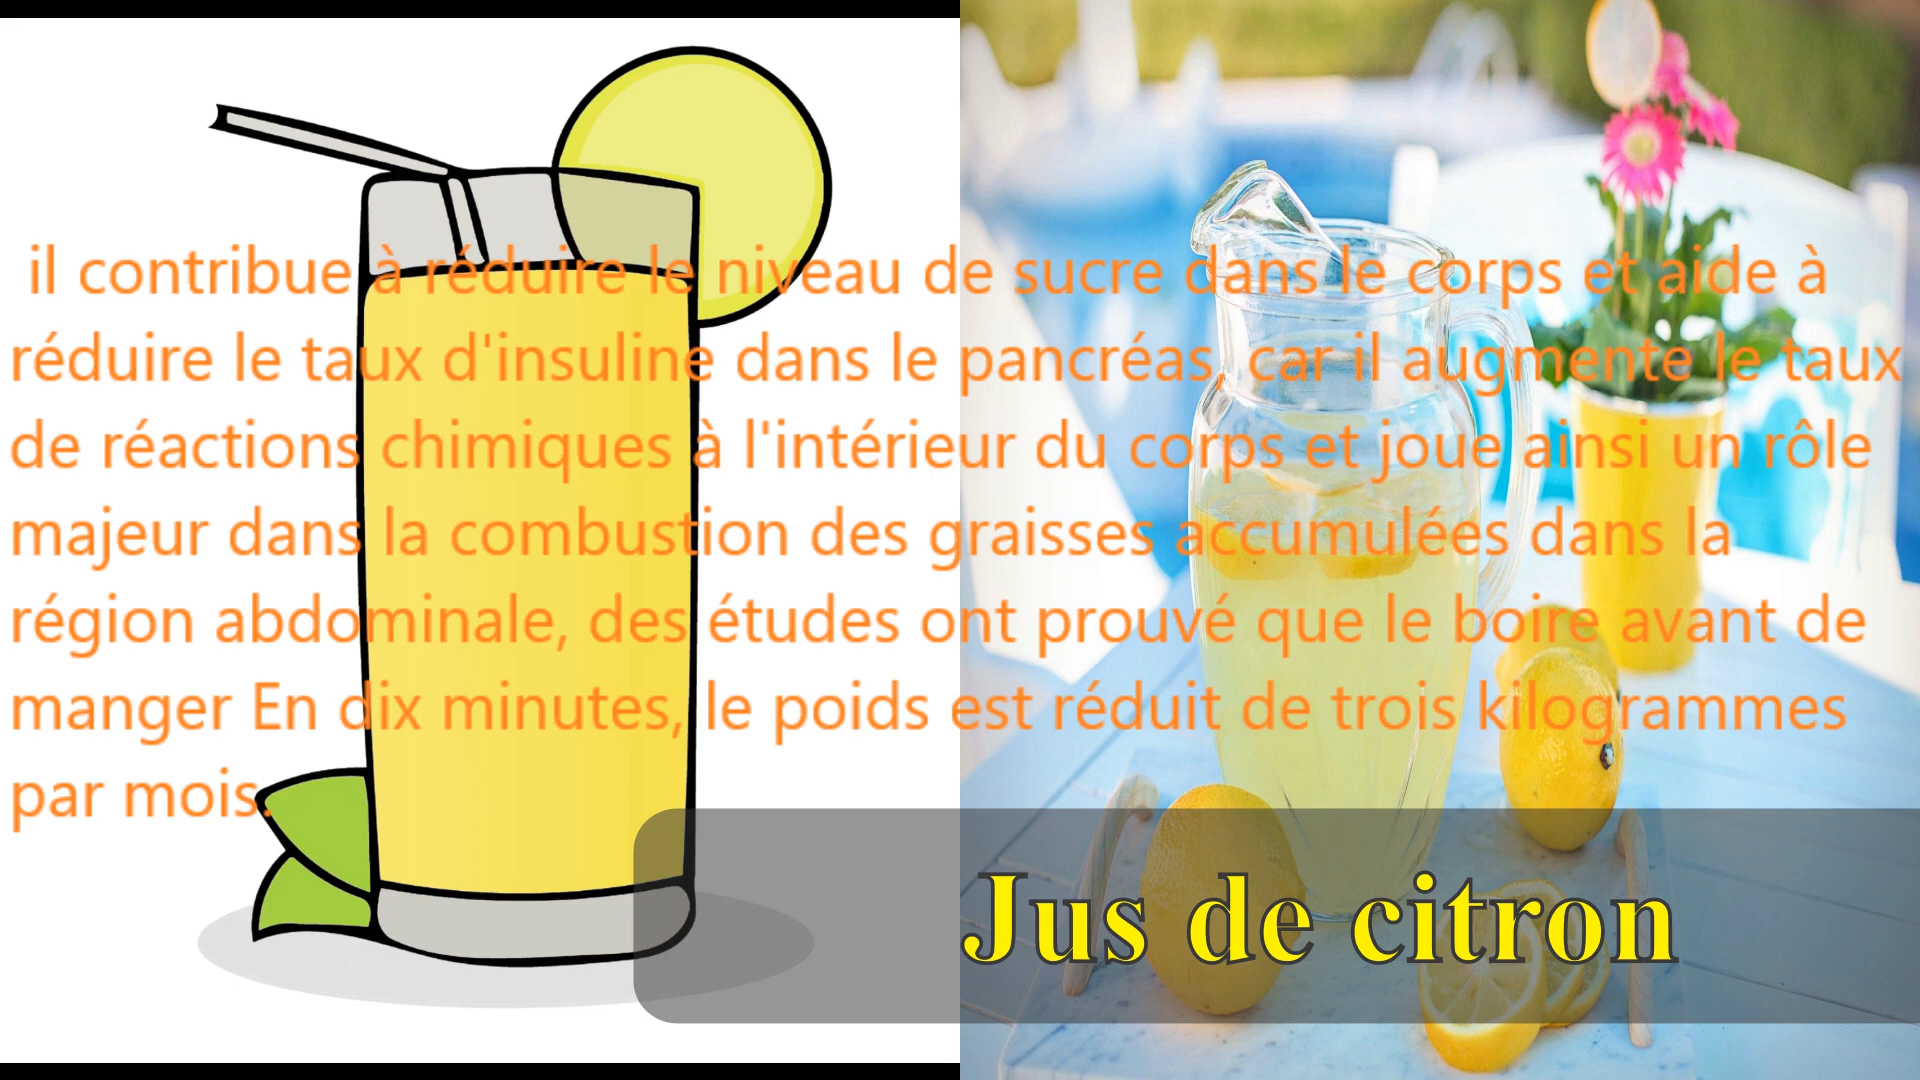 il contribue à réduire le niveau de sucre dans le corps et aide à
réduire le taux d'insuline dans le pancréas, car il augmente le taux
de réactions chimiques à l'intérieur du corps et joue ainsi un rôle
majeur dans la combustion des graisses accumulées dans la
région abdominale, des études ont prouvé que le boire avant de
manger En dix minutes, le poids est réduit de trois kilogrammes
par mois.
Jus de citron